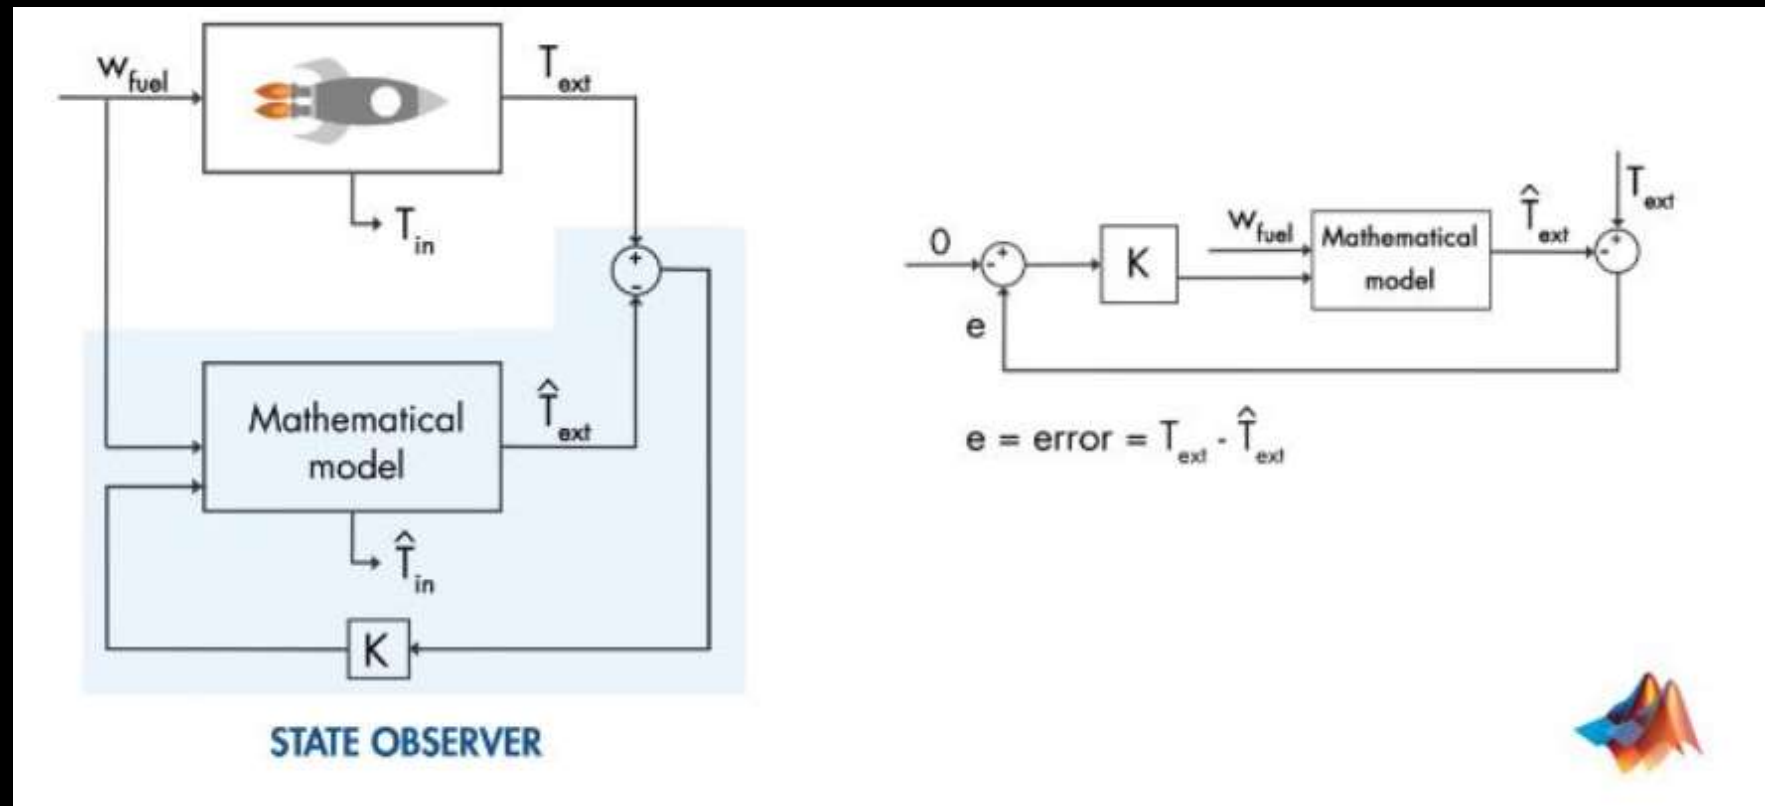 w_fuel
T_ext
T_in
+
-
Mathematical
model
T̂_ext
T̂_in
K
STATE OBSERVER
0
- +
e
K
w_fuel
Mathematical
model
T̂_ext
T_ext
- +
e = error = T_ext - T̂_ext